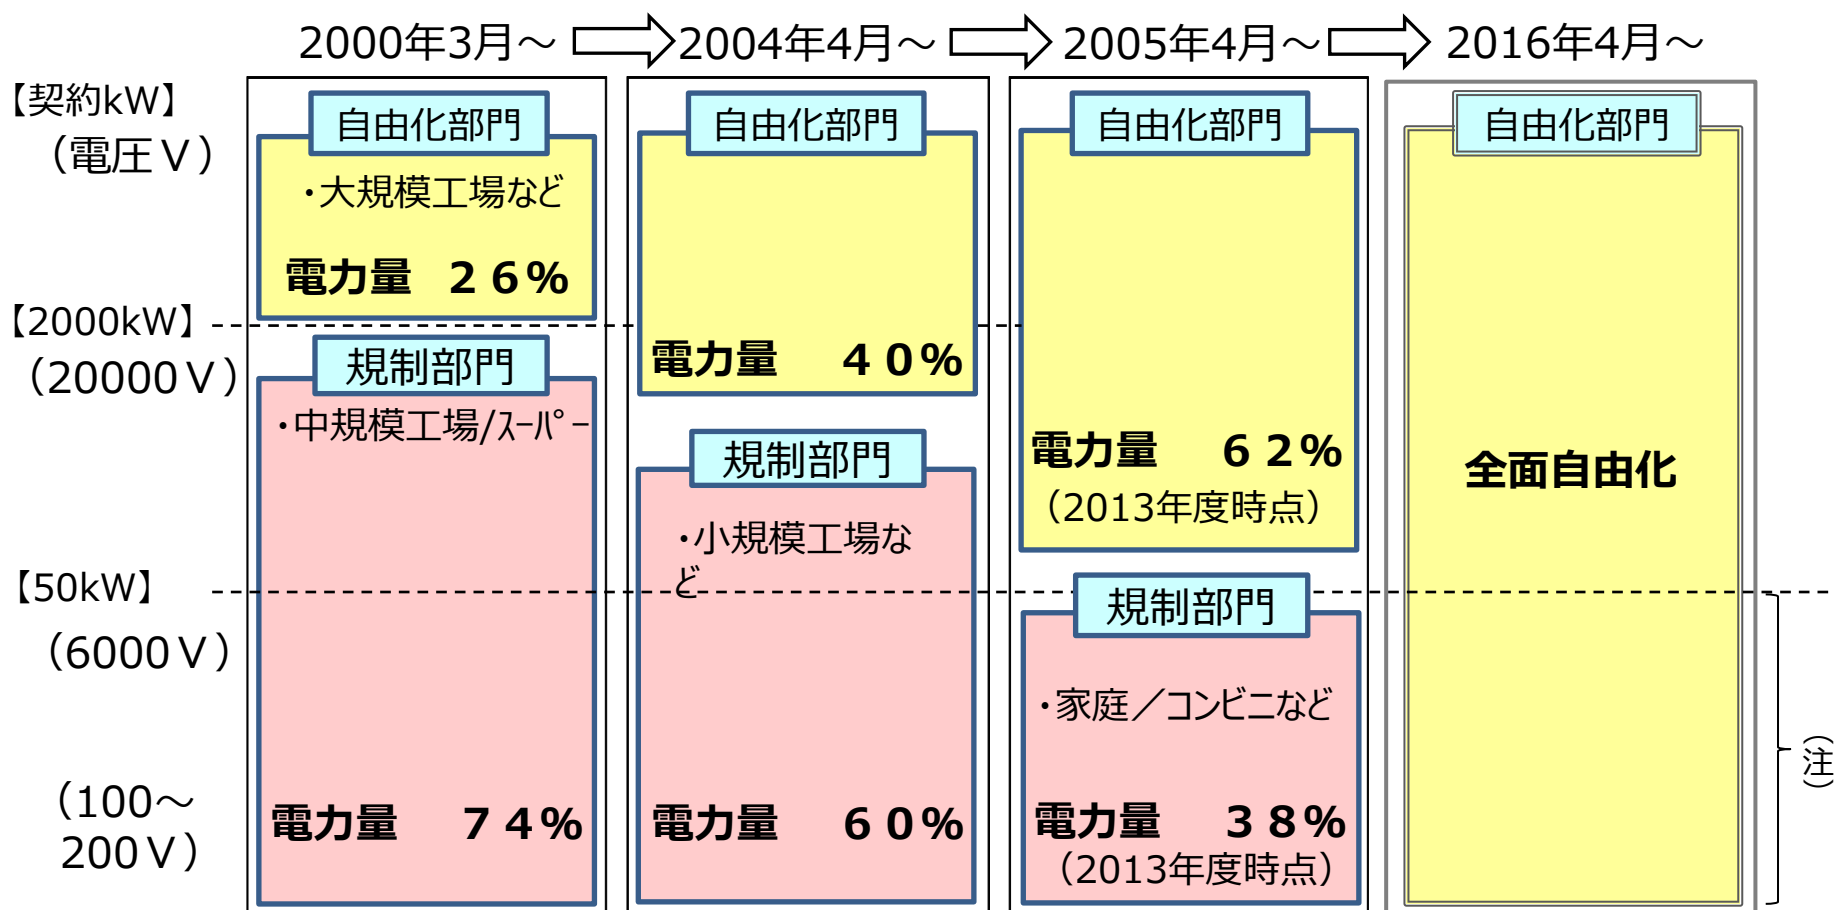 2000年3月～
2004年4月～
2005年4月～
2016年4月～
【契約kW】
（電圧Ｖ）
【2000kW】
（20000Ｖ）
【50kW】
（6000Ｖ）
（100～
200Ｖ）
自由化部門
・大規模工場など
電力量　２６%
規制部門
・中規模工場/ｽｰﾊﾟｰ
電力量　７４%
自由化部門
電力量　４０%
規制部門
・小規模工場な
ど
電力量　６０%
自由化部門
電力量　６２%
（2013年度時点）
規制部門
・家庭／コンビニなど
電力量　３８%
（2013年度時点）
自由化部門
全面自由化
（注）